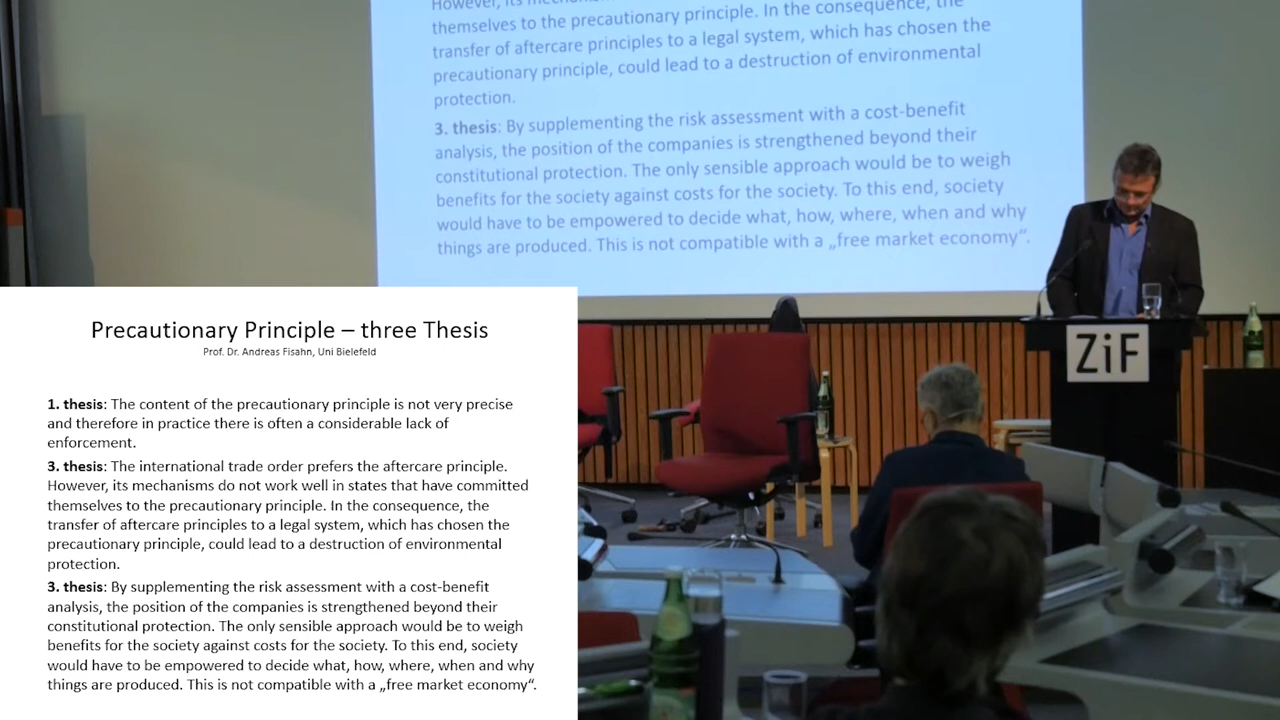 However, its
themselves to the precautionary principle. In the consequence, the
transfer of aftercare principles to a legal system, which has chosen the
precautionary principle, could lead to a destruction of environmental
protection.
3. thesis: By supplementing the risk assessment with a cost-benefit
analysis, the position of the companies is strengthened beyond their
constitutional protection. The only sensible approach would be to weigh
benefits for the society against costs for the society. To this end, society
would have to be empowered to decide what, how, where, when and why
things are produced. This is not compatible with a „free market economy“.
ZiF
Precautionary Principle – three Thesis
Prof. Dr. Andreas Fisahn, Uni Bielefeld
1. thesis: The content of the precautionary principle is not very precise
and therefore in practice there is often a considerable lack of
enforcement.
3. thesis: The international trade order prefers the aftercare principle.
However, its mechanisms do not work well in states that have committed
themselves to the precautionary principle. In the consequence, the
transfer of aftercare principles to a legal system, which has chosen the
precautionary principle, could lead to a destruction of environmental
protection.
3. thesis: By supplementing the risk assessment with a cost-benefit
analysis, the position of the companies is strengthened beyond their
constitutional protection. The only sensible approach would be to weigh
benefits for the society against costs for the society. To this end, society
would have to be empowered to decide what, how, where, when and why
things are produced. This is not compatible with a „free market economy“.